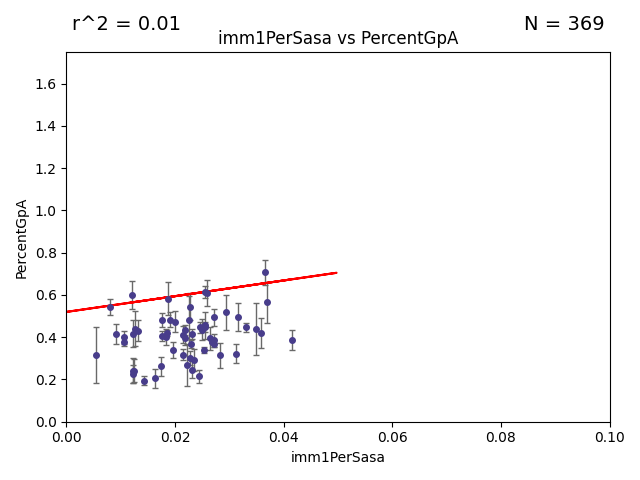 r^2 = 0.01
N = 369
imm1PerSasa vs PercentGpA
PercentGpA
1.6
1.4
1.2
1.0
0.8
0.6
0.4
0.2
0.0
0.00 0.02 0.04 0.06 0.08 0.10
imm1PerSasa